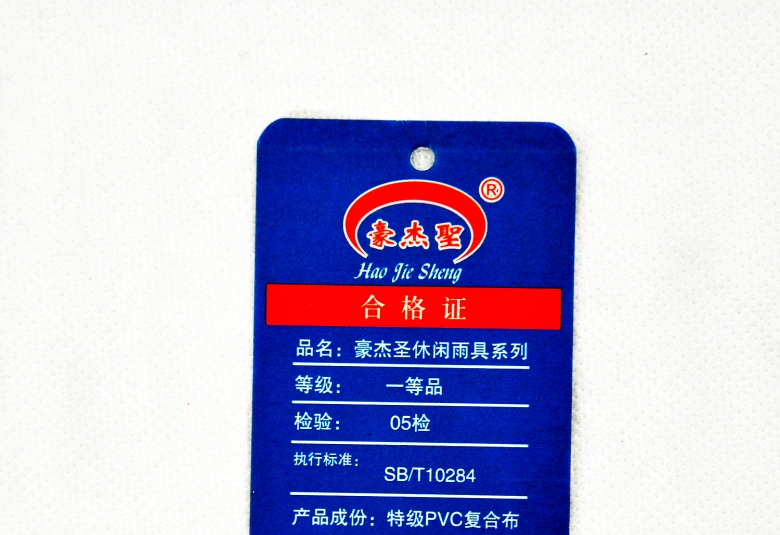 ®
豪杰聖
Hao Jie Sheng
合格证
品名：豪杰圣休闲雨具系列
等级： 一等品
检验： 05检
执行标准： SB/T10284
产品成份：特级PVC复合布